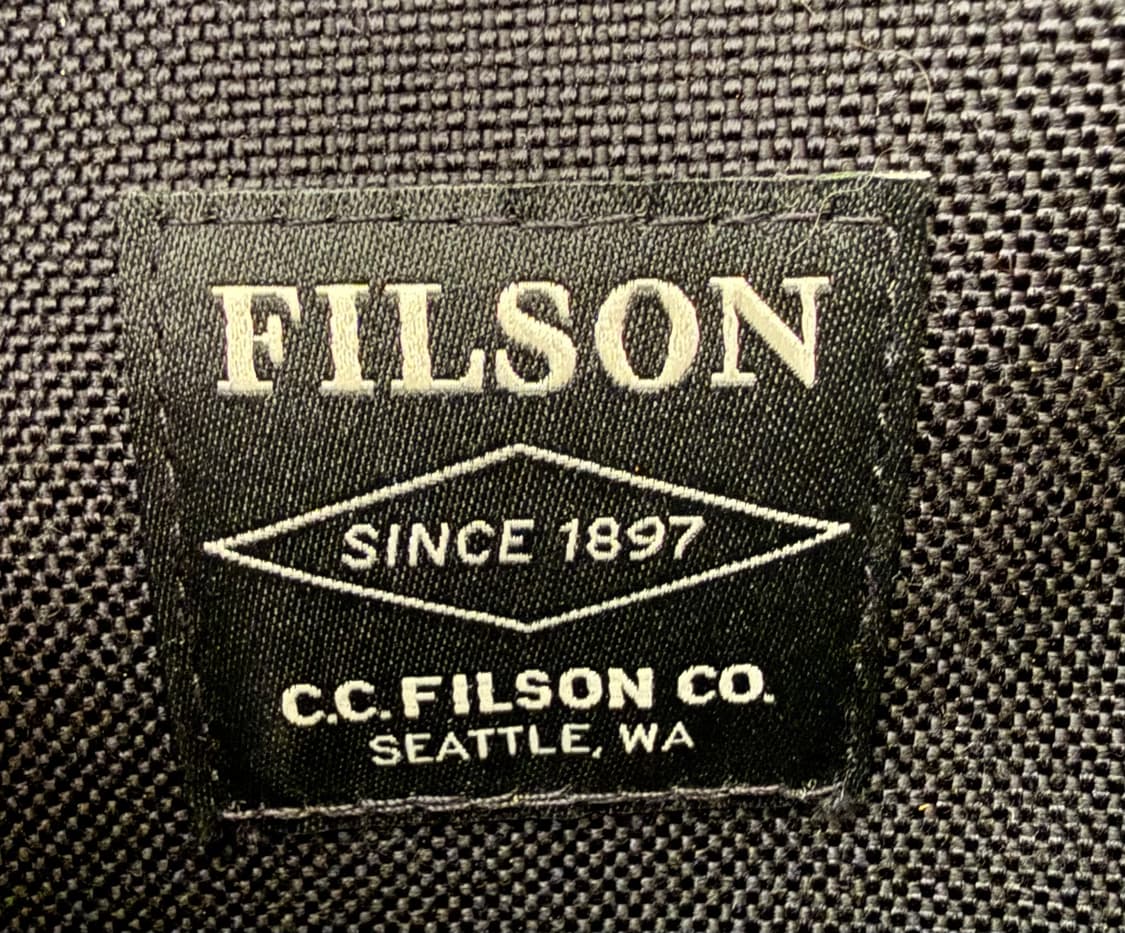 FILSON
SINCE 1897
C.C. FILSON CO.
SEATTLE, WA